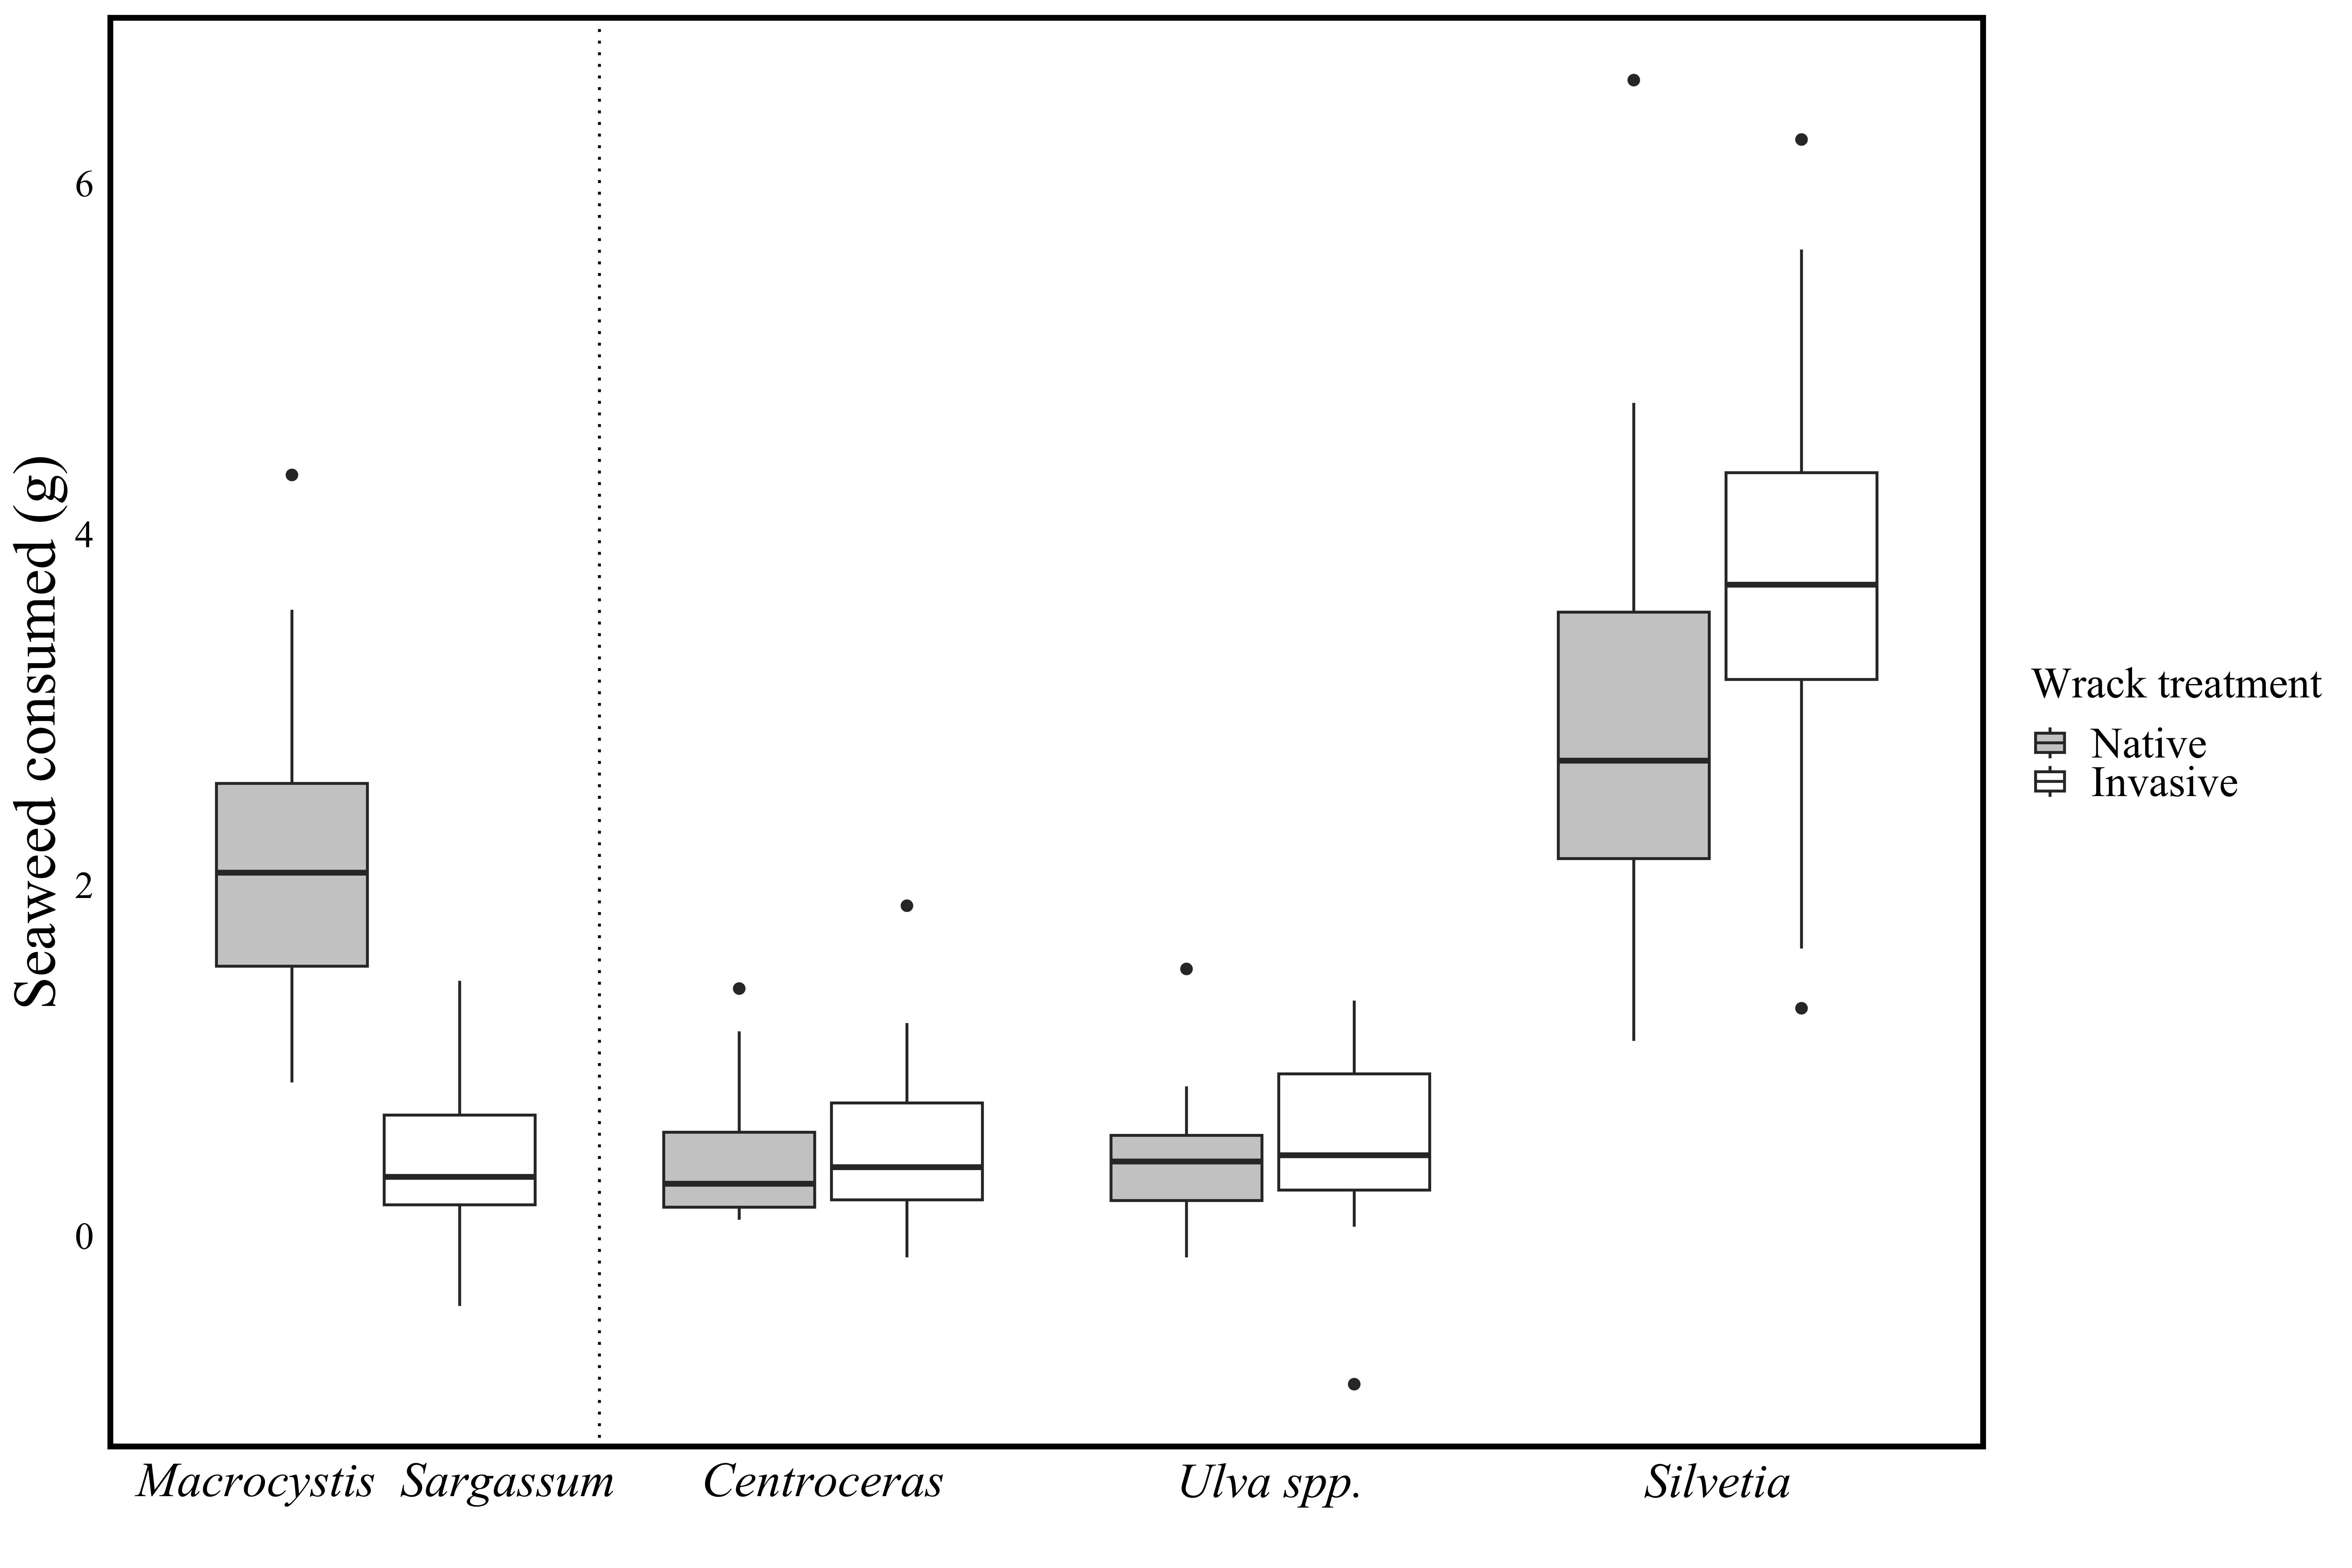 Seaweed consumed (g)
6
4
2
0
Macrocystis Sargassum Centroceras Ulva spp. Silvetia
Wrack treatment
Native
Invasive